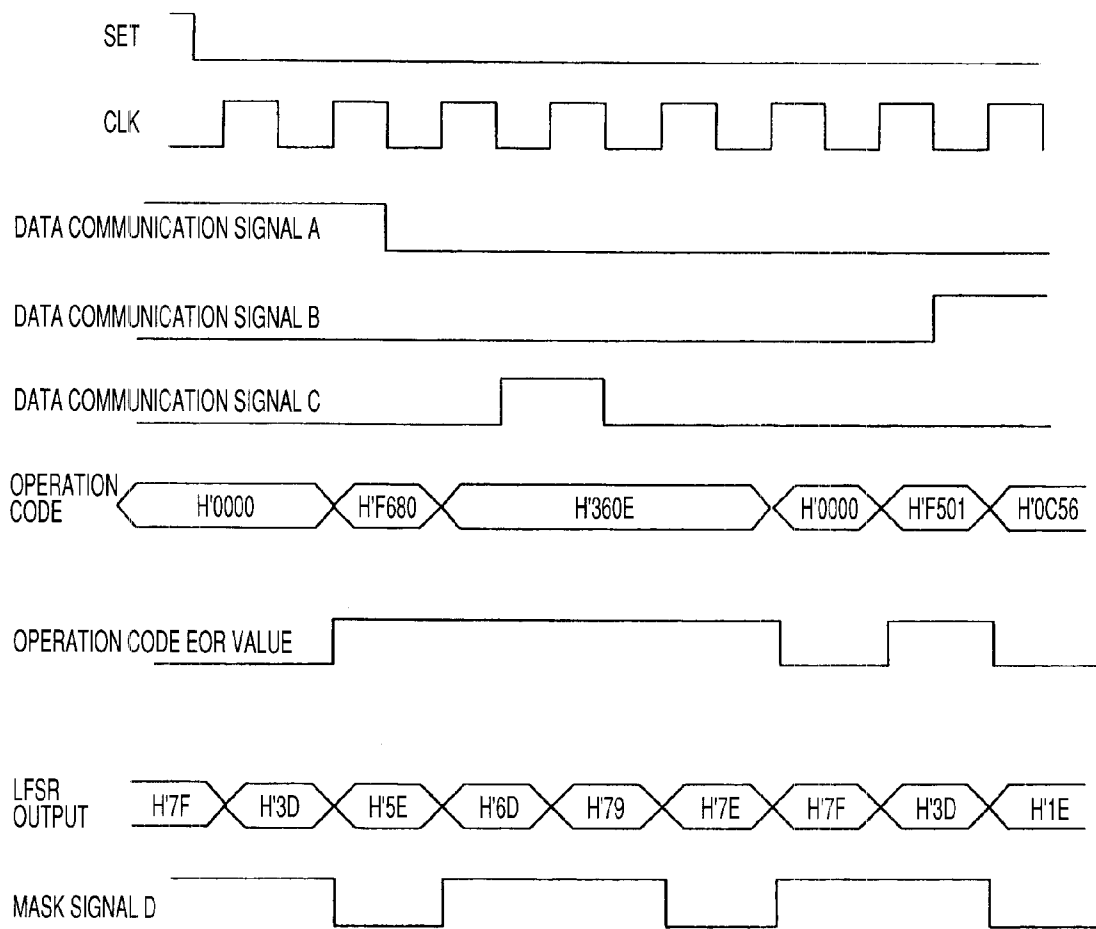 SET
CLK
DATA COMMUNICATION SIGNAL A
DATA COMMUNICATION SIGNAL B
DATA COMMUNICATION SIGNAL C
OPERATION
CODE
H'0000 H'F680 H'360E H'0000 H'F501 H'0C56
OPERATION CODE EOR VALUE
LFSR
OUTPUT
H'7F H'3D H'5E H'6D H'79 H'7E H'7F H'3D H'1E
MASK SIGNAL D